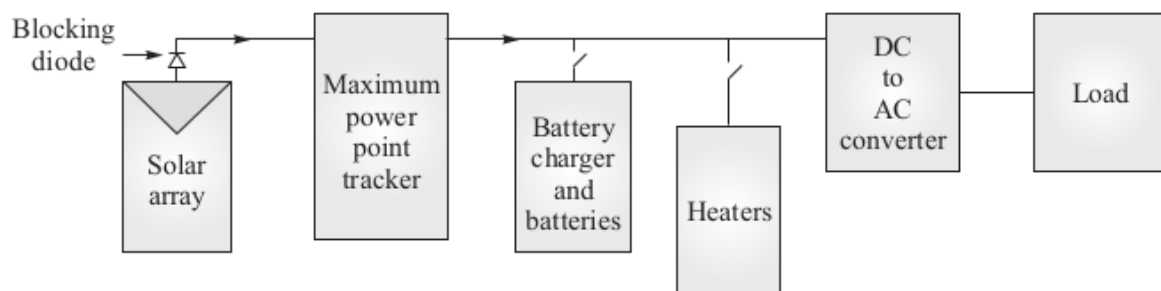 Blocking
diode
Solar
array
Maximum
power
point
tracker
Battery
charger
and
batteries
Heaters
DC
to
AC
converter
Load